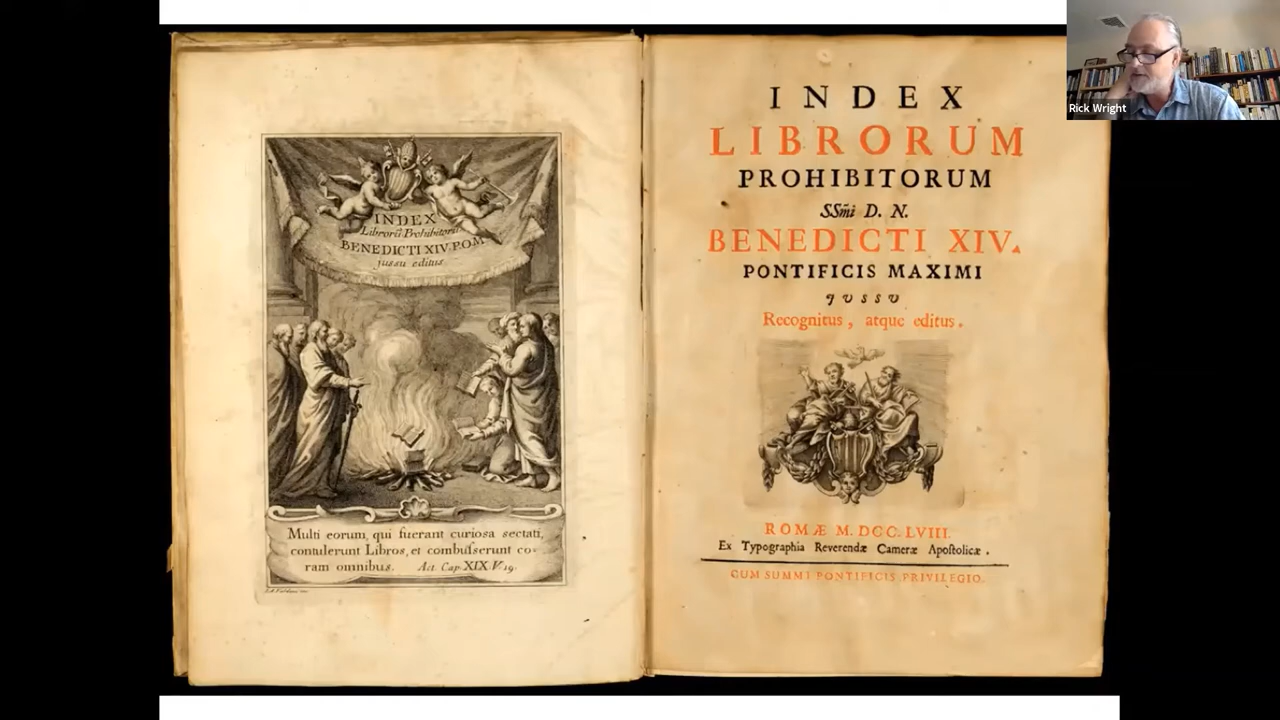 INDEX
Librorũ Prohibitorũ
BENEDICTI XIV. P.O.M.
jussu editus
Multi eorum, qui fuerant curiosa sectati,
contulerunt Libros, et combuſserunt co-
ram omnibus. Act. Cap. XIX. V. 19.
INDEX
LIBRORUM
PROHIBITORUM
SSm̃i D. N.
BENEDICTI XIV.
PONTIFICIS MAXIMI
JUSSU
Recognitus, atque editus.
ROMÆ M. DCC. LVIII.
Ex Typographia Reverendæ Cameræ Apoſtolicæ.
CUM SUMMI PONTIFICIS PRIVILEGIO.
Rick Wright